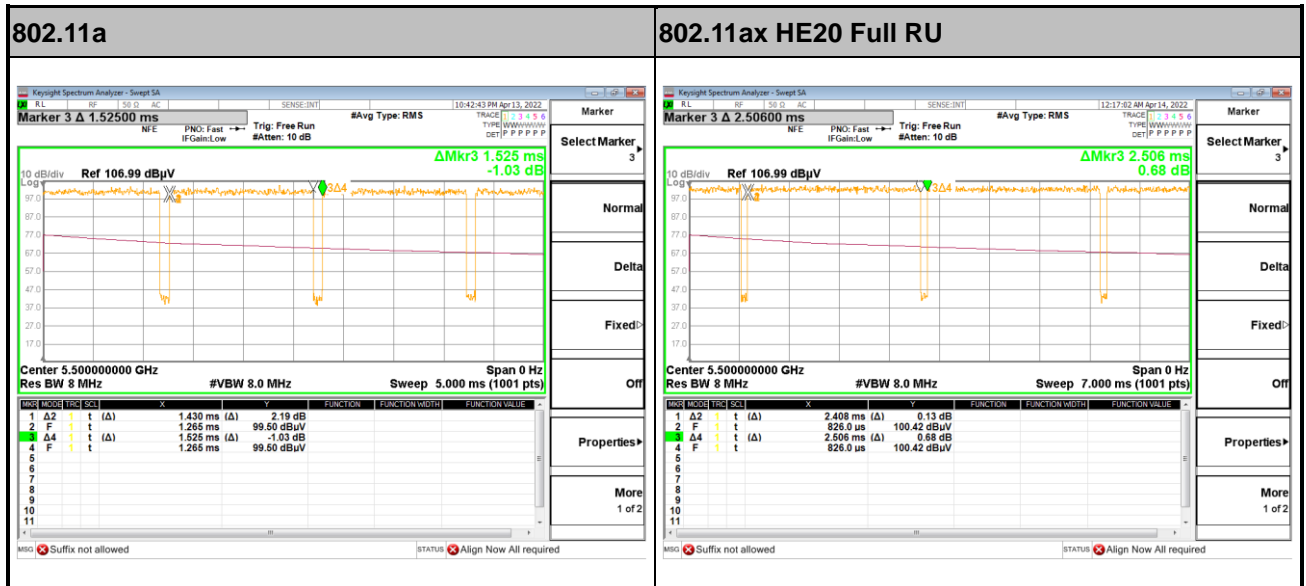 802.11a
Keysight Spectrum Analyzer - Swept SA
RL RF 50 Ω AC SENSE:INT 10:42:43 PM Apr 13, 2022
Marker 3 Δ 1.52500 ms
#Avg Type: RMS
TRACE 1 2 3 4 5 6
TYPE WWWWWW
DET P P P P P P
NFE PNO: Fast Trig: Free Run
IFGain:Low #Atten: 10 dB
ΔMkr3 1.525 ms
-1.03 dB
10 dB/div Ref 106.99 dBµV
Log
97.0
87.0
77.0
67.0
57.0
47.0
37.0
27.0
17.0
3Δ4
Center 5.500000000 GHz Span 0 Hz
Res BW 8 MHz #VBW 8.0 MHz Sweep 5.000 ms (1001 pts)
MKR MODE TRC SCL X Y FUNCTION FUNCTION WIDTH FUNCTION VALUE
1 Δ2 1 t (Δ) 1.430 ms (Δ) 2.19 dB
2 F 1 t 1.265 ms 99.50 dBµV
3 Δ4 1 t (Δ) 1.525 ms (Δ) -1.03 dB
4 F 1 t 1.265 ms 99.50 dBµV
5
6
7
8
9
10
11
MSG Suffix not allowed STATUS Align Now All required
Marker
Select Marker
3
Normal
Delta
Fixed
Off
Properties
More
1 of 2
802.11ax HE20 Full RU
Keysight Spectrum Analyzer - Swept SA
RL RF 50 Ω AC SENSE:INT 12:17:02 AM Apr 14, 2022
Marker 3 Δ 2.50600 ms
#Avg Type: RMS
TRACE 1 2 3 4 5 6
TYPE WWWWWW
DET P P P P P P
NFE PNO: Fast Trig: Free Run
IFGain:Low #Atten: 10 dB
ΔMkr3 2.506 ms
0.68 dB
10 dB/div Ref 106.99 dBµV
Log
97.0
87.0
77.0
67.0
57.0
47.0
37.0
27.0
17.0
3Δ4
Center 5.500000000 GHz Span 0 Hz
Res BW 8 MHz #VBW 8.0 MHz Sweep 7.000 ms (1001 pts)
MKR MODE TRC SCL X Y FUNCTION FUNCTION WIDTH FUNCTION VALUE
1 Δ2 1 t (Δ) 2.408 ms (Δ) 0.13 dB
2 F 1 t 826.0 µs 100.42 dBµV
3 Δ4 1 t (Δ) 2.506 ms (Δ) 0.68 dB
4 F 1 t 826.0 µs 100.42 dBµV
5
6
7
8
9
10
11
MSG Suffix not allowed STATUS Align Now All required
Marker
Select Marker
3
Normal
Delta
Fixed
Off
Properties
More
1 of 2